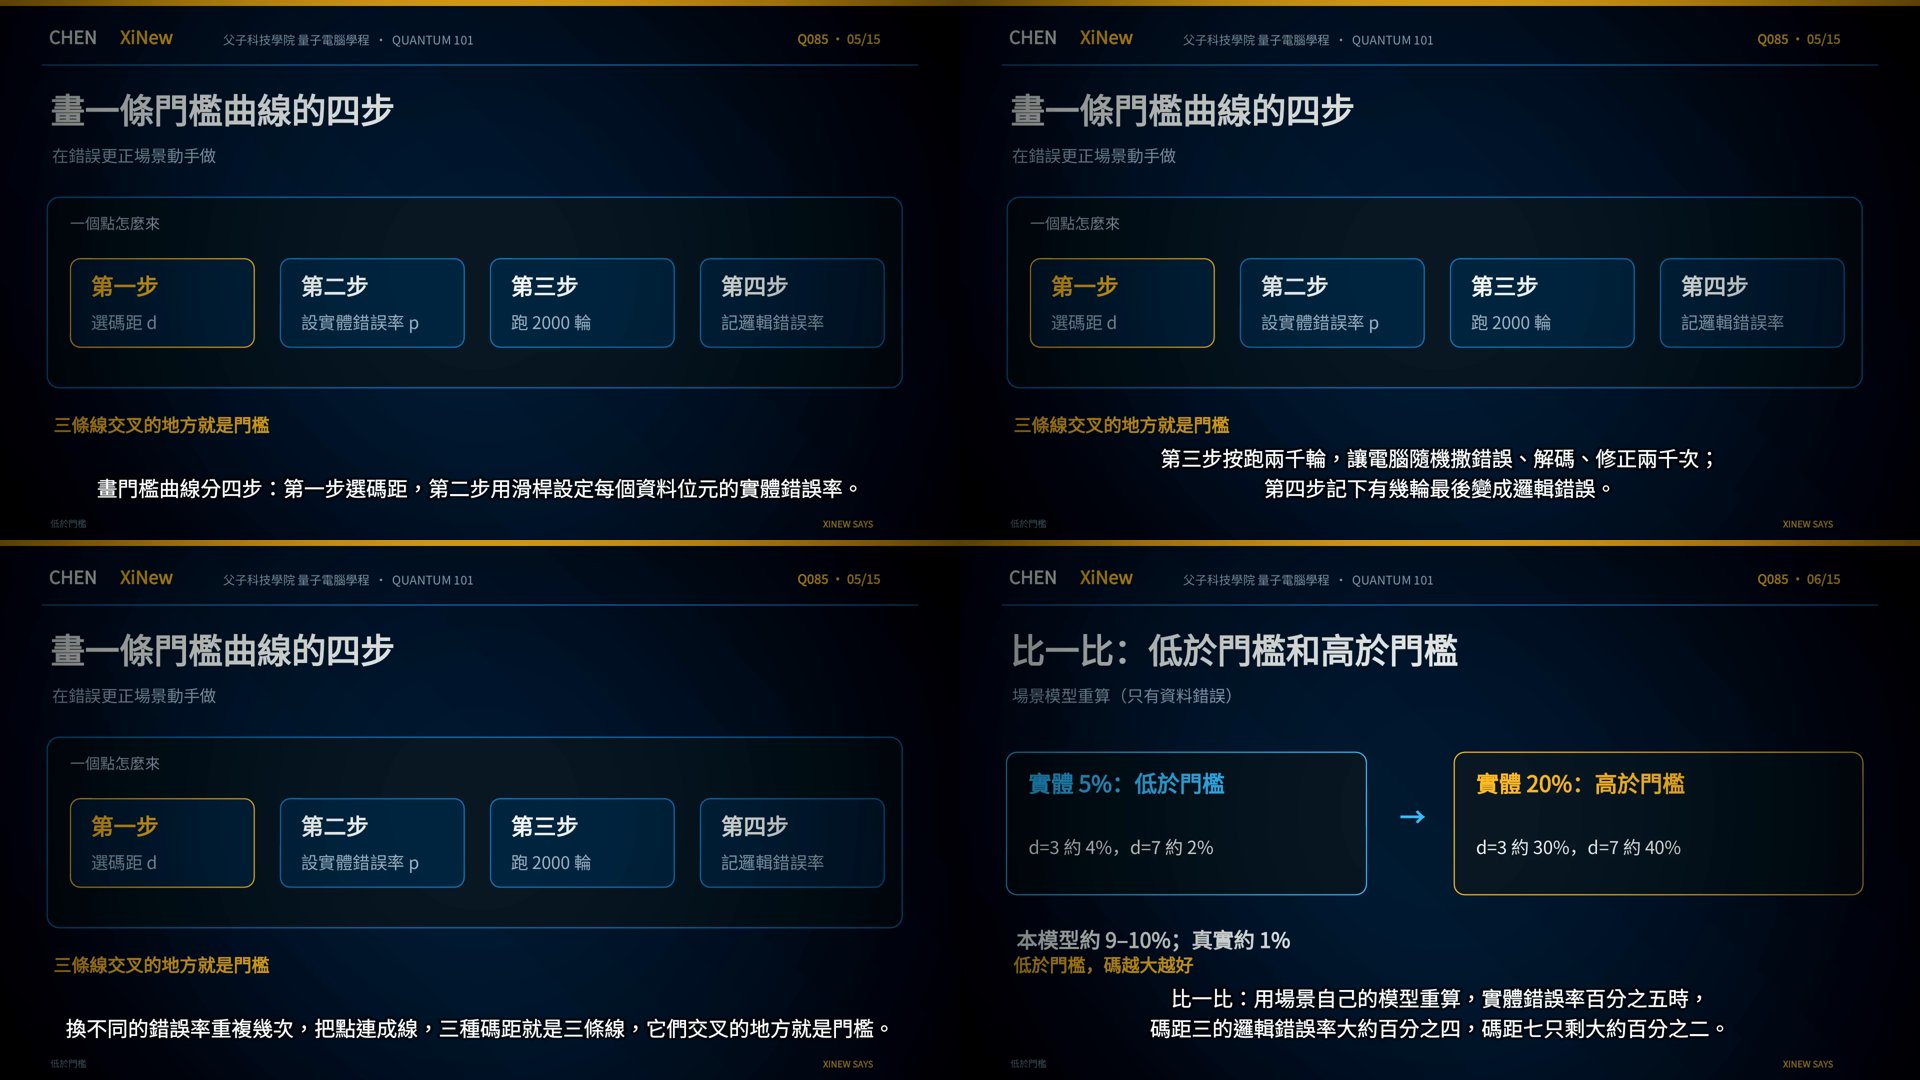 CHEN XiNew 父子科技學院 量子電腦學程 · QUANTUM 101 Q085 · 05/15
畫一條門檻曲線的四步
在錯誤更正場景動手做
一個點怎麼來
第一步 第二步 第三步 第四步
選碼距 d 設實體錯誤率 p 跑 2000 輪 記邏輯錯誤率
三條線交叉的地方就是門檻
畫門檻曲線分四步：第一步選碼距，第二步用滑桿設定每個資料位元的實體錯誤率。
低於門檻 XINEW SAYS
CHEN XiNew 父子科技學院 量子電腦學程 · QUANTUM 101 Q085 · 05/15
畫一條門檻曲線的四步
在錯誤更正場景動手做
一個點怎麼來
第一步 第二步 第三步 第四步
選碼距 d 設實體錯誤率 p 跑 2000 輪 記邏輯錯誤率
三條線交叉的地方就是門檻
第三步按跑兩千輪，讓電腦隨機撒錯誤、解碼、修正兩千次；
第四步記下有幾輪最後變成邏輯錯誤。
低於門檻 XINEW SAYS
CHEN XiNew 父子科技學院 量子電腦學程 · QUANTUM 101 Q085 · 05/15
畫一條門檻曲線的四步
在錯誤更正場景動手做
一個點怎麼來
第一步 第二步 第三步 第四步
選碼距 d 設實體錯誤率 p 跑 2000 輪 記邏輯錯誤率
三條線交叉的地方就是門檻
換不同的錯誤率重複幾次，把點連成線，三種碼距就是三條線，它們交叉的地方就是門檻。
低於門檻 XINEW SAYS
CHEN XiNew 父子科技學院 量子電腦學程 · QUANTUM 101 Q085 · 06/15
比一比：低於門檻和高於門檻
場景模型重算（只有資料錯誤）
實體 5%：低於門檻 → 實體 20%：高於門檻
d=3 約 4%，d=7 約 2% d=3 約 30%，d=7 約 40%
本模型約 9–10%；真實約 1%
低於門檻，碼越大越好
比一比：用場景自己的模型重算，實體錯誤率百分之五時，
碼距三的邏輯錯誤率大約百分之四，碼距七只剩大約百分之二。
低於門檻 XINEW SAYS